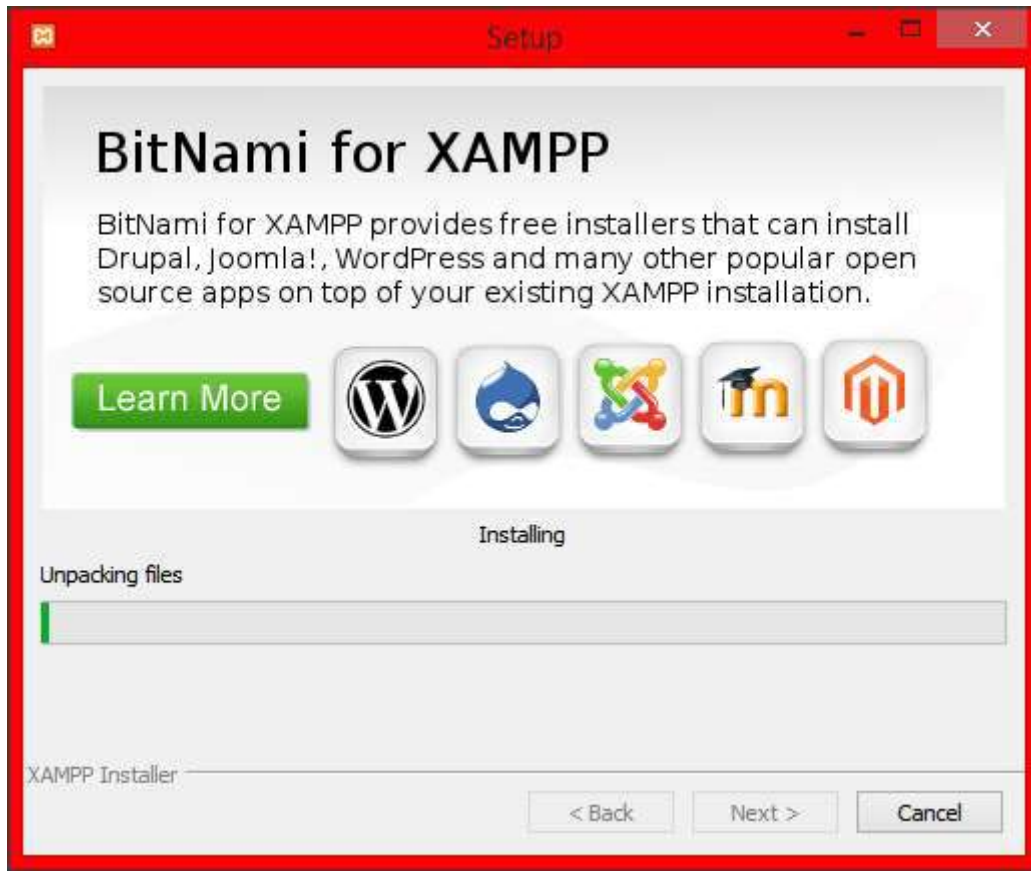 Setup
BitNami for XAMPP
BitNami for XAMPP provides free installers that can install
Drupal, Joomla!, WordPress and many other popular open
source apps on top of your existing XAMPP installation.
Learn More
Installing
Unpacking files
XAMPP Installer
< Back
Next >
Cancel